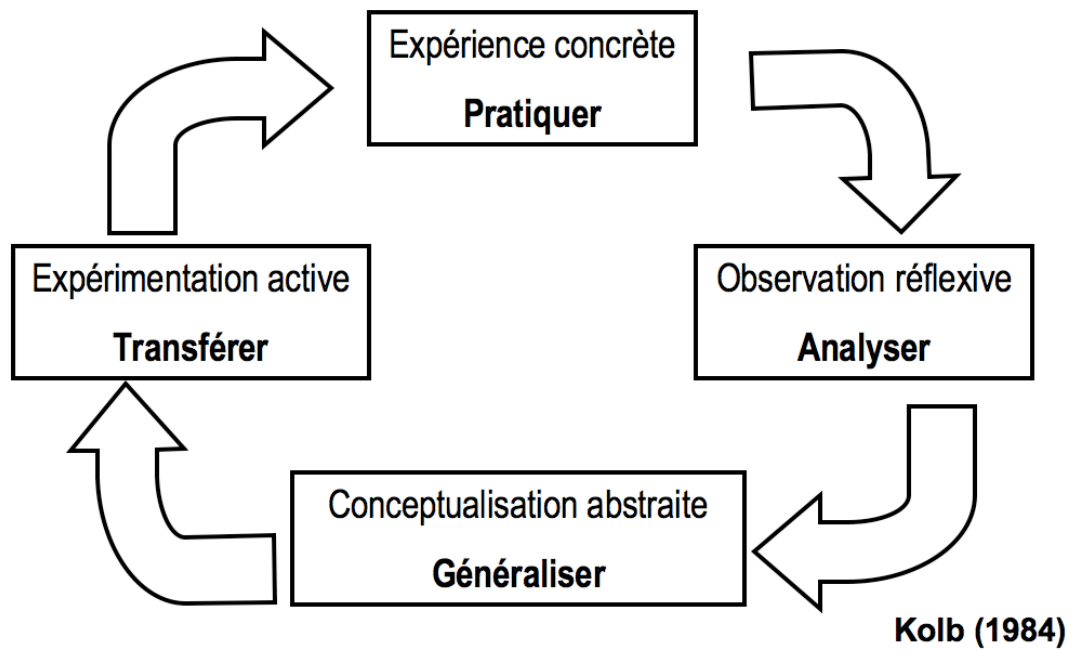 Expérience concrète
Pratiquer
Expérimentation active
Transférer
Observation réflexive
Analyser
Conceptualisation abstraite
Généraliser
Kolb (1984)